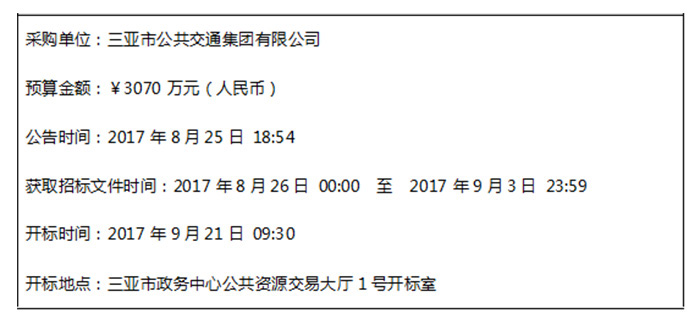 采购单位：三亚市公共交通集团有限公司
预算金额：￥3070 万元（人民币）
公告时间：2017 年 8 月 25 日 18:54
获取招标文件时间：2017 年 8 月 26 日 00:00 至 2017 年 9 月 3 日 23:59
开标时间：2017 年 9 月 21 日 09:30
开标地点：三亚市政务中心公共资源交易大厅 1 号开标室